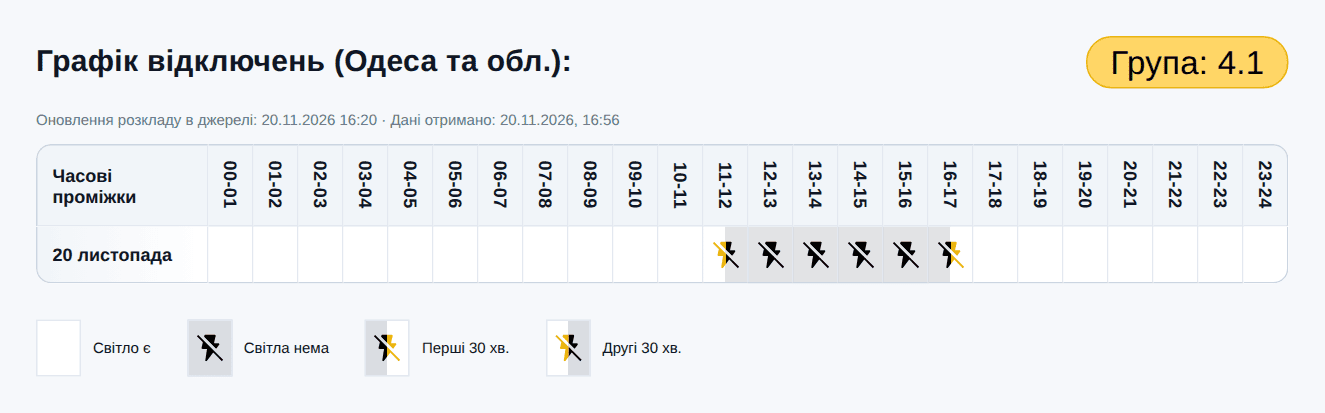 Графік відключень (Одеса та обл.):
Група: 4.1
Оновлення розкладу в джерелі: 20.11.2026 16:20 · Дані отримано: 20.11.2026, 16:56
Часові
проміжки
00-01
01-02
02-03
03-04
04-05
05-06
06-07
07-08
08-09
09-10
10-11
11-12
12-13
13-14
14-15
15-16
16-17
17-18
18-19
19-20
20-21
21-22
22-23
23-24
20 листопада
Світло є
Світла нема
Перші 30 хв.
Другі 30 хв.